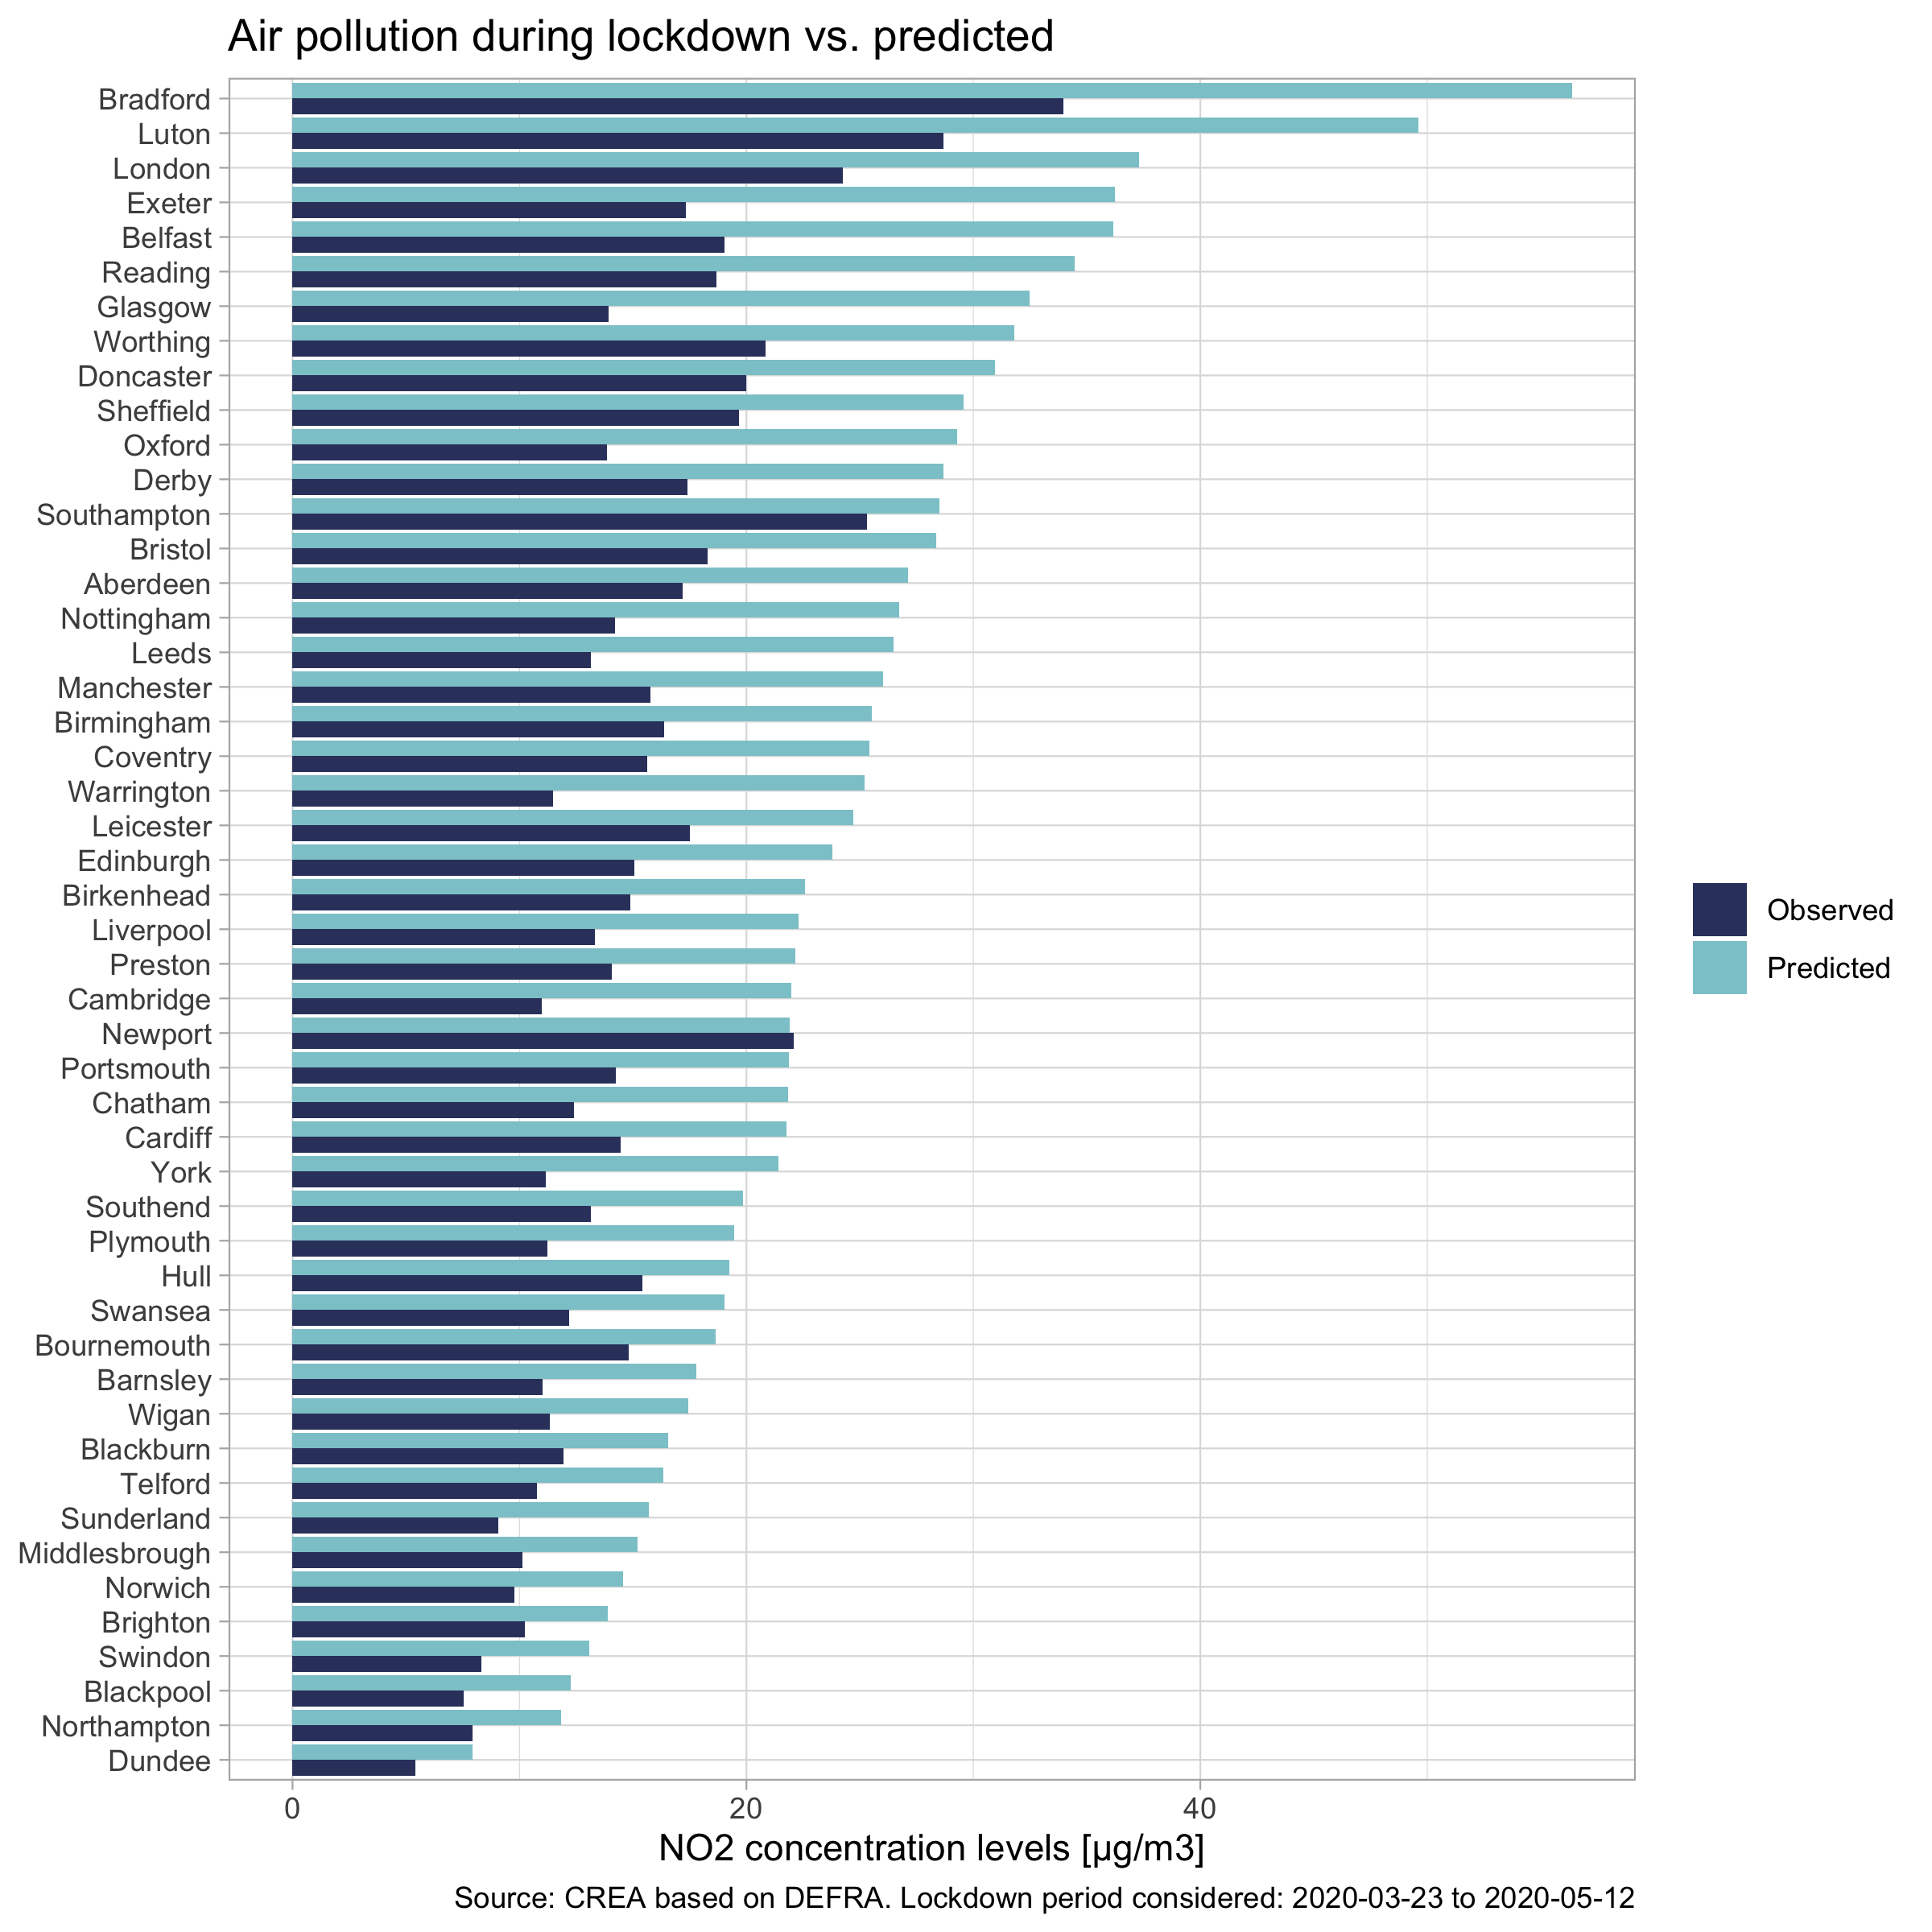 Air pollution during lockdown vs. predicted
Bradford
Luton
London
Exeter
Belfast
Reading
Glasgow
Worthing
Doncaster
Sheffield
Oxford
Derby
Southampton
Bristol
Aberdeen
Nottingham
Leeds
Manchester
Birmingham
Coventry
Warrington
Leicester
Edinburgh
Birkenhead
Liverpool
Preston
Cambridge
Newport
Portsmouth
Chatham
Cardiff
York
Southend
Plymouth
Hull
Swansea
Bournemouth
Barnsley
Wigan
Blackburn
Telford
Sunderland
Middlesbrough
Norwich
Brighton
Swindon
Blackpool
Northampton
Dundee
0 20 40
NO2 concentration levels [µg/m3]
Source: CREA based on DEFRA. Lockdown period considered: 2020-03-23 to 2020-05-12
Observed
Predicted